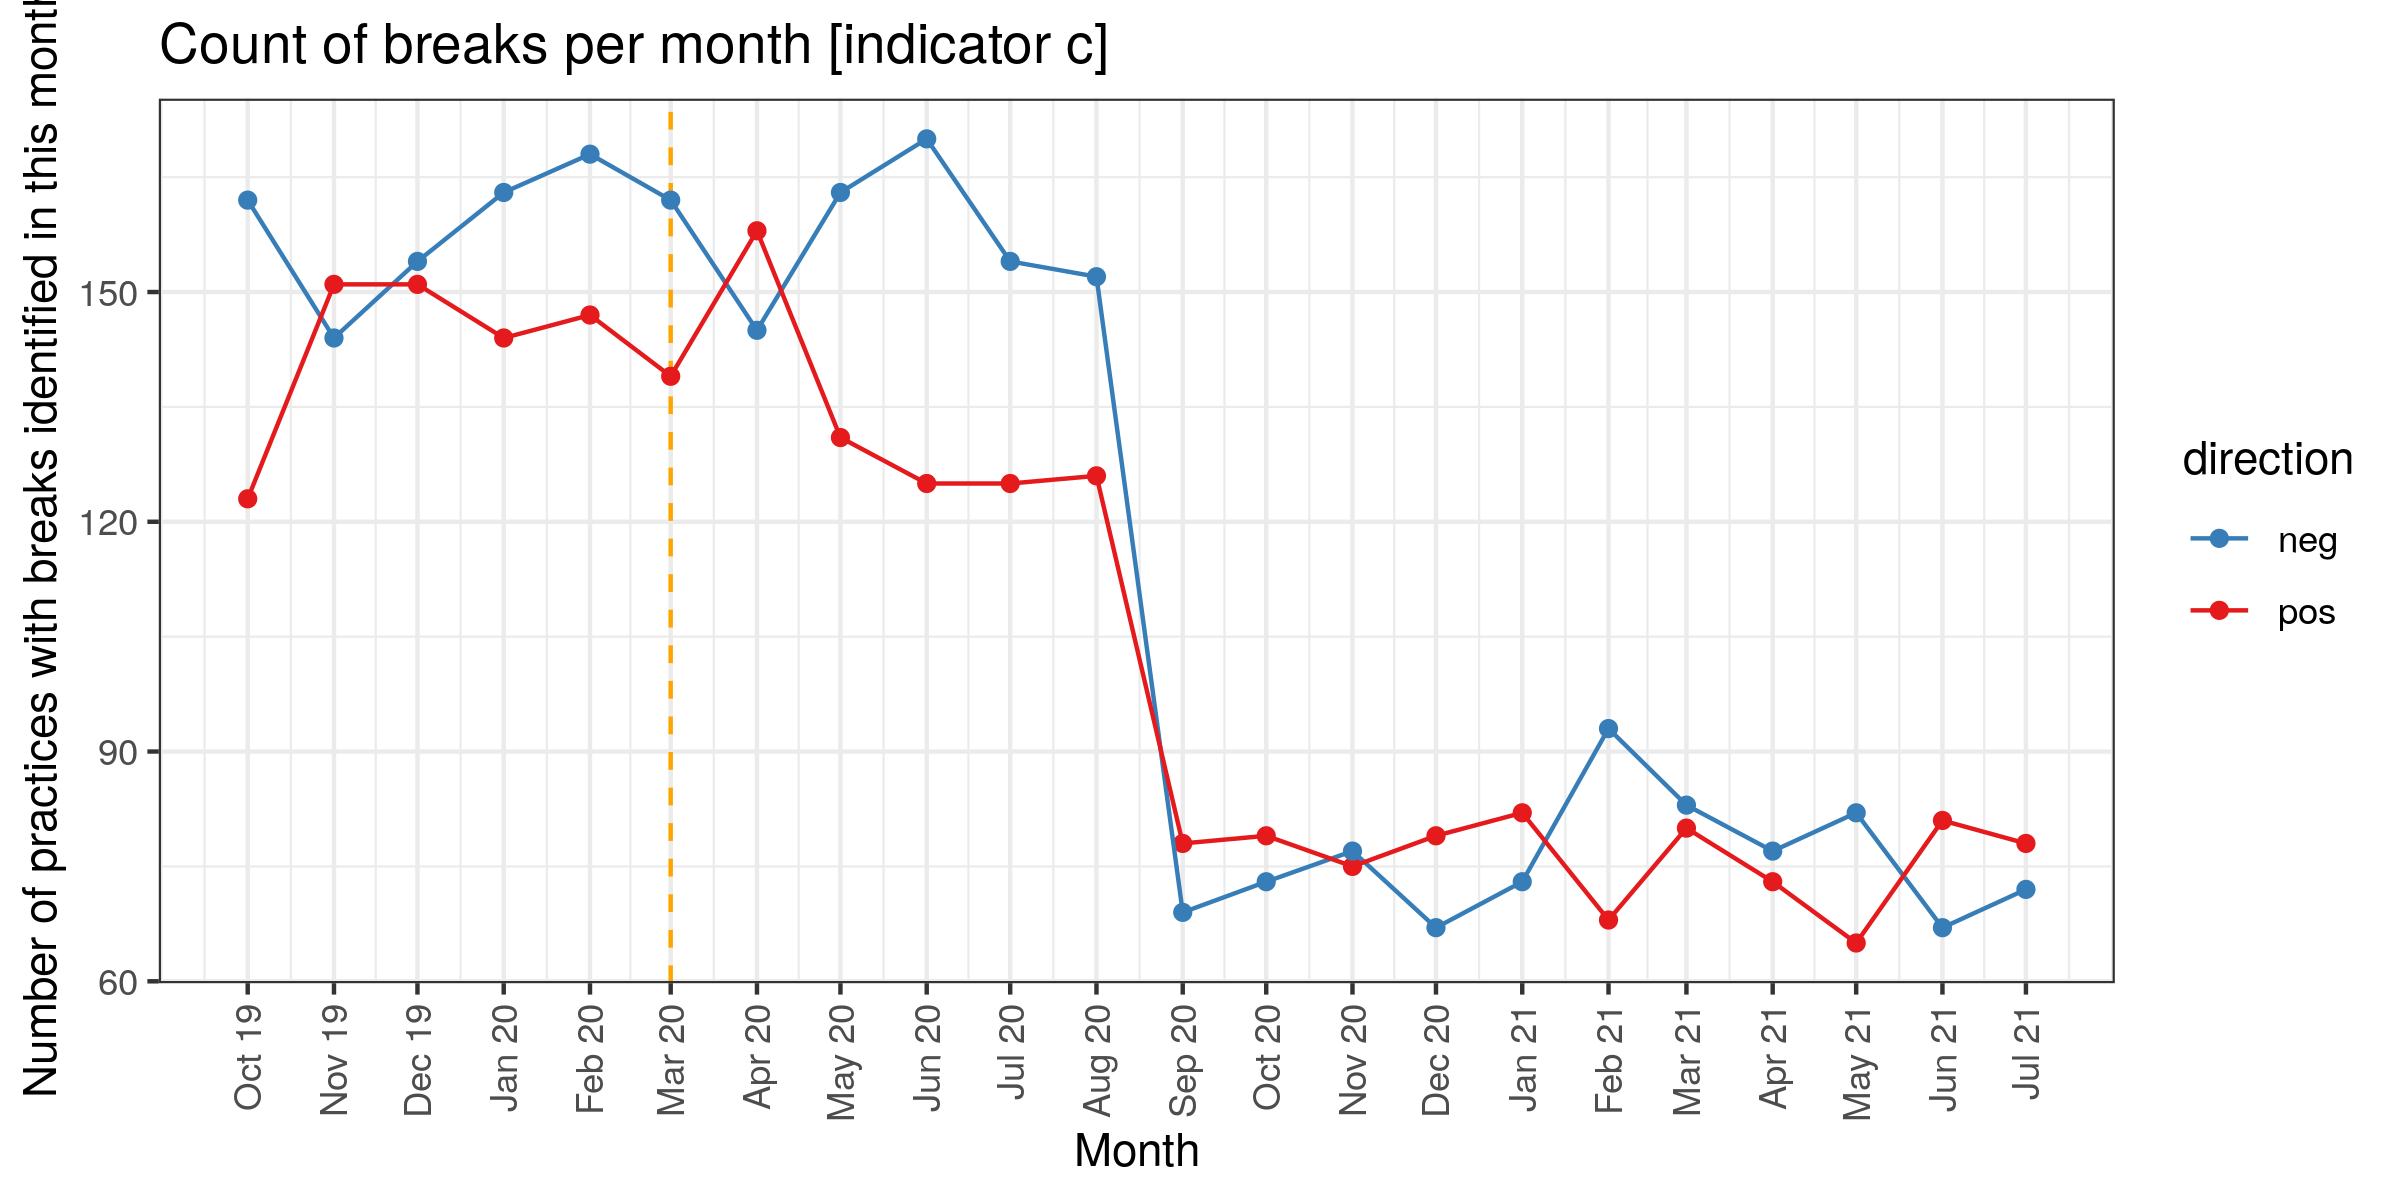 Count of breaks per month [indicator c]
Number of practices with breaks identified in this month
150
120
90
60
Oct 19
Nov 19
Dec 19
Jan 20
Feb 20
Mar 20
Apr 20
May 20
Jun 20
Jul 20
Aug 20
Sep 20
Oct 20
Nov 20
Dec 20
Jan 21
Feb 21
Mar 21
Apr 21
May 21
Jun 21
Jul 21
Month
direction
neg
pos